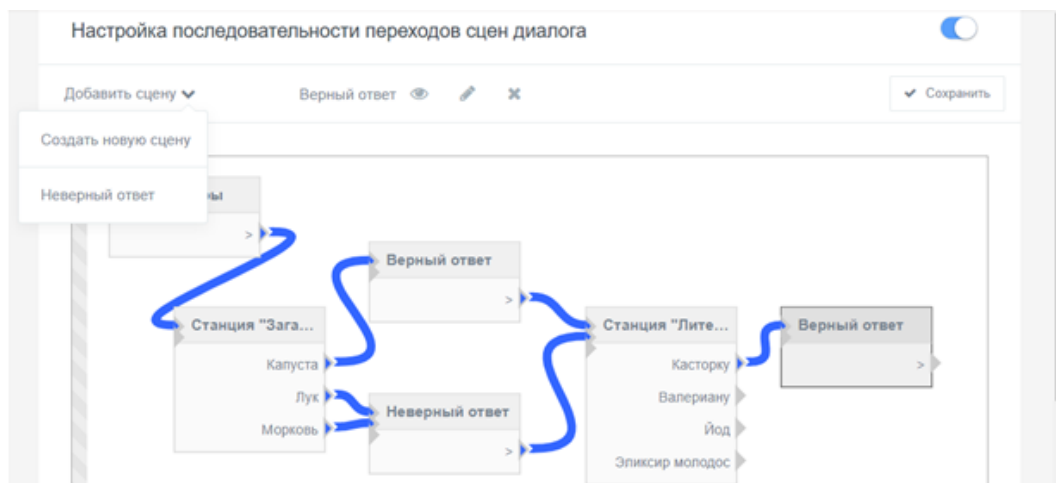 Настройка последовательности переходов сцен диалога
Добавить сцену Верный ответ Сохранить
Создать новую сцену
Неверный ответ
>
Верный ответ
>
Станция "Зага... Станция "Лите... Верный ответ
Капуста Касторку >
Лук Валериану
Неверный ответ
Морковь Йод
>
Эликсир молодос